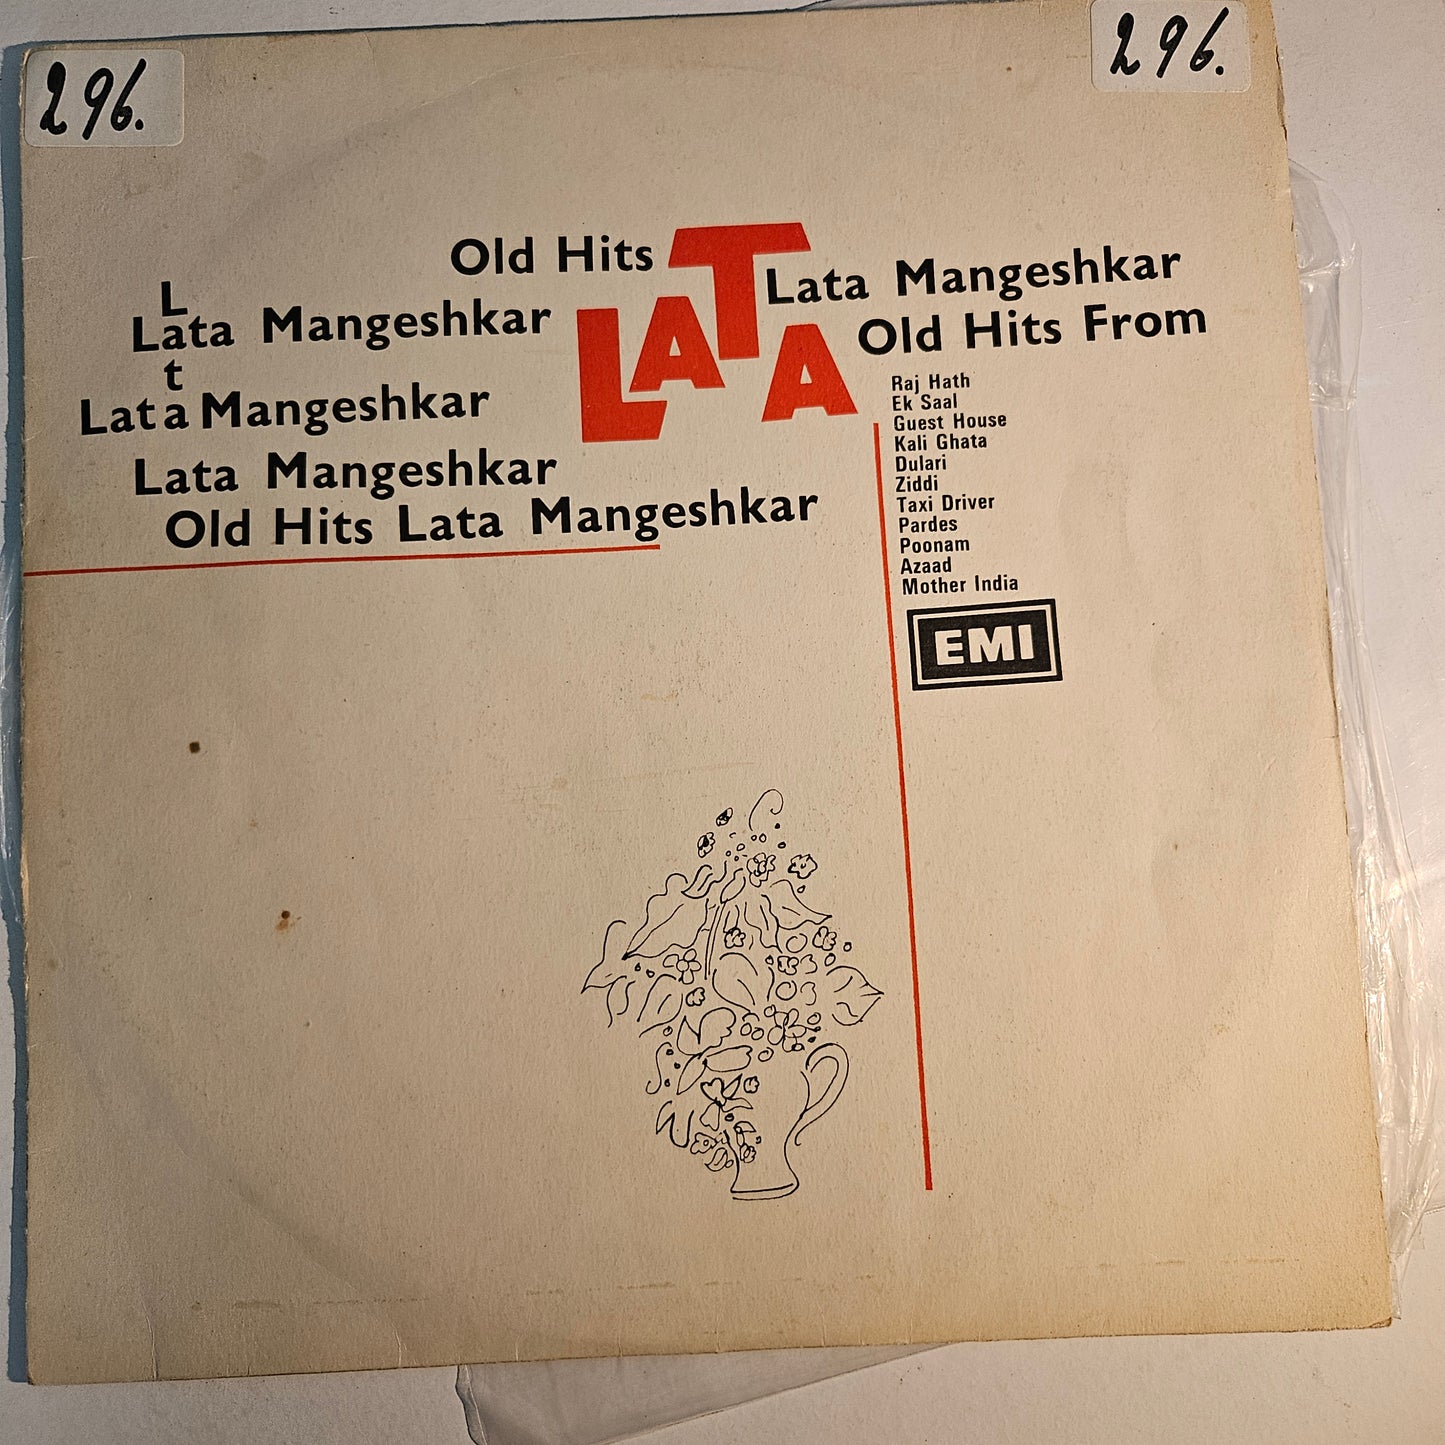 296.
296.
Old Hits
LATA
Lata Mangeshkar
Old Hits From
Lata
Lata Mangeshkar
Lata Mangeshkar
Lata Mangeshkar
Old Hits Lata Mangeshkar
Raj Hath
Ek Saal
Guest House
Kali Ghata
Dulari
Ziddi
Taxi Driver
Pardes
Poonam
Azaad
Mother India
EMI